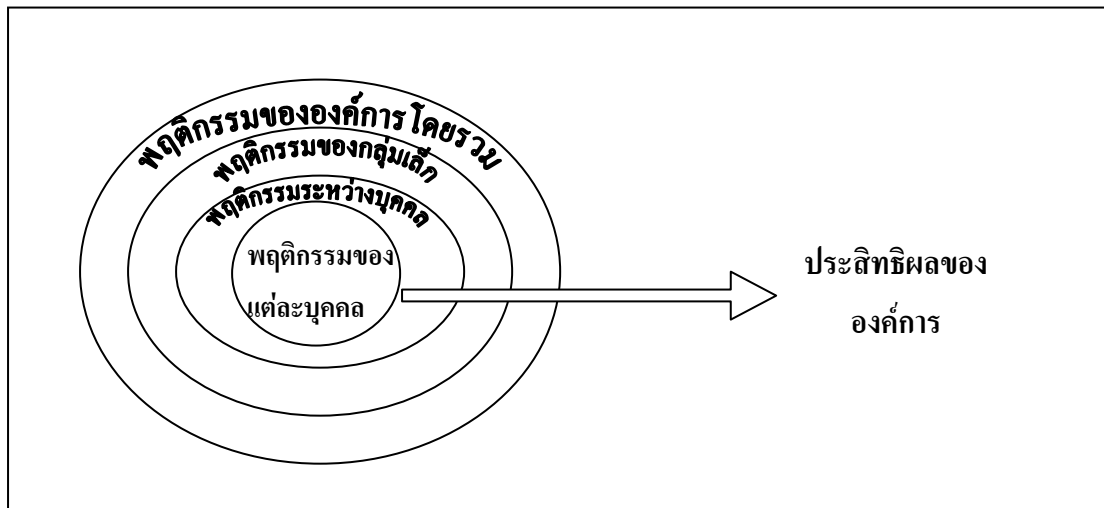 พฤติกรรมขององค์การโดยรวม
พฤติกรรมของกลุ่มเล็ก
พฤติกรรมระหว่างบุคคล
พฤติกรรมของ
แต่ละบุคคล
ประสิทธิผลของ
องค์การ